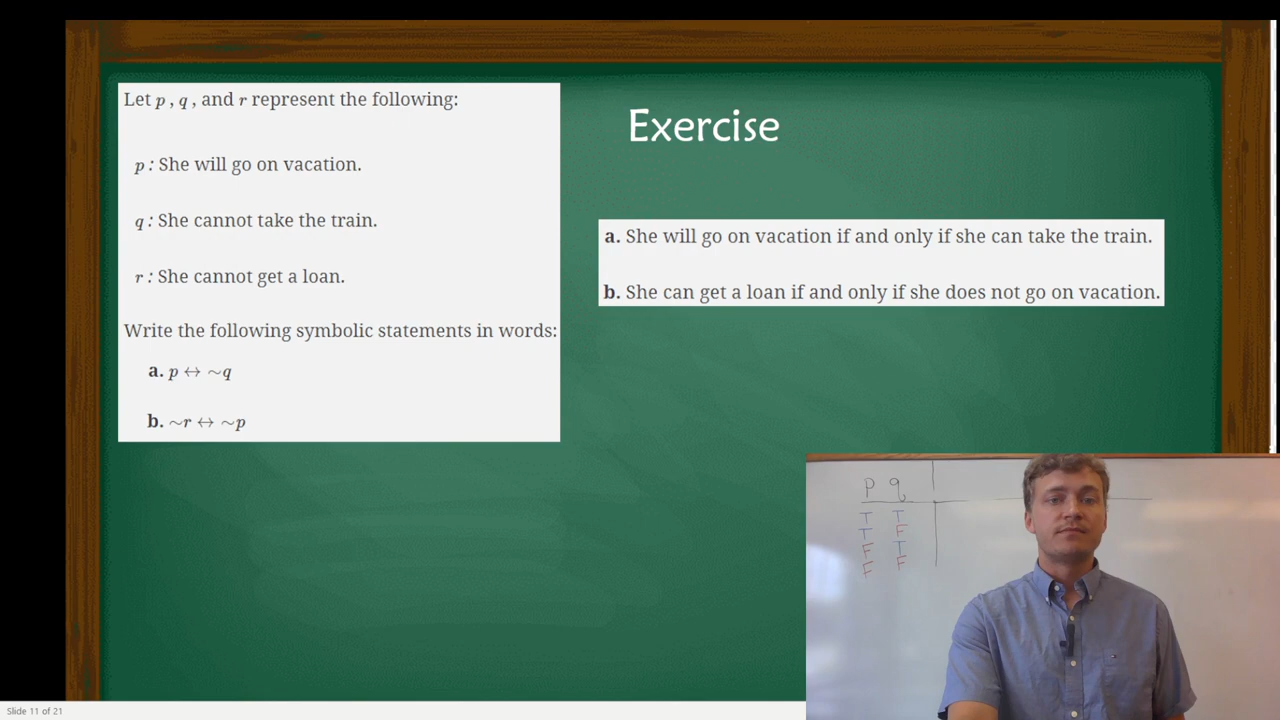 Let p , q , and r represent the following:
p : She will go on vacation.
q : She cannot take the train.
r : She cannot get a loan.
Write the following symbolic statements in words:
a. p ↔ ~q
b. ~r ↔ ~p
Exercise
a. She will go on vacation if and only if she can take the train.
b. She can get a loan if and only if she does not go on vacation.
p q
T T
T F
F T
F F
Slide 11 of 21